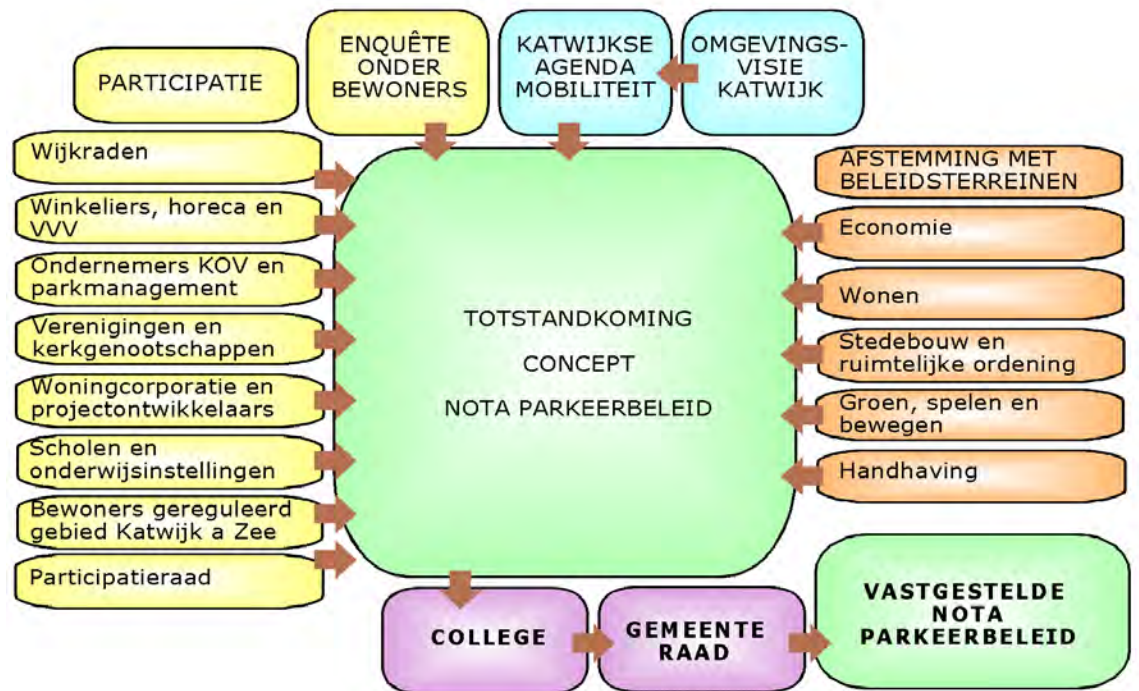 PARTICIPATIE
ENQUÊTE
ONDER
BEWONERS
KATWIJKSE
AGENDA
MOBILITEIT
OMGEVINGS-
VISIE
KATWIJK
Wijkraden
Winkeliers, horeca en
VVV
Ondernemers KOV en
parkmanagement
Verenigingen en
kerkgenootschappen
Woningcorporatie en
projectontwikkelaars
Scholen en
onderwijsinstellingen
Bewoners gereguleerd
gebied Katwijk a Zee
Participatieraad
TOTSTANDKOMING
CONCEPT
NOTA PARKEERBELEID
AFSTEMMING MET
BELEIDSTERREINEN
Economie
Wonen
Stedebouw en
ruimtelijke ordening
Groen, spelen en
bewegen
Handhaving
COLLEGE
GEMEENTE
RAAD
VASTGESTELDE
NOTA
PARKEERBELEID